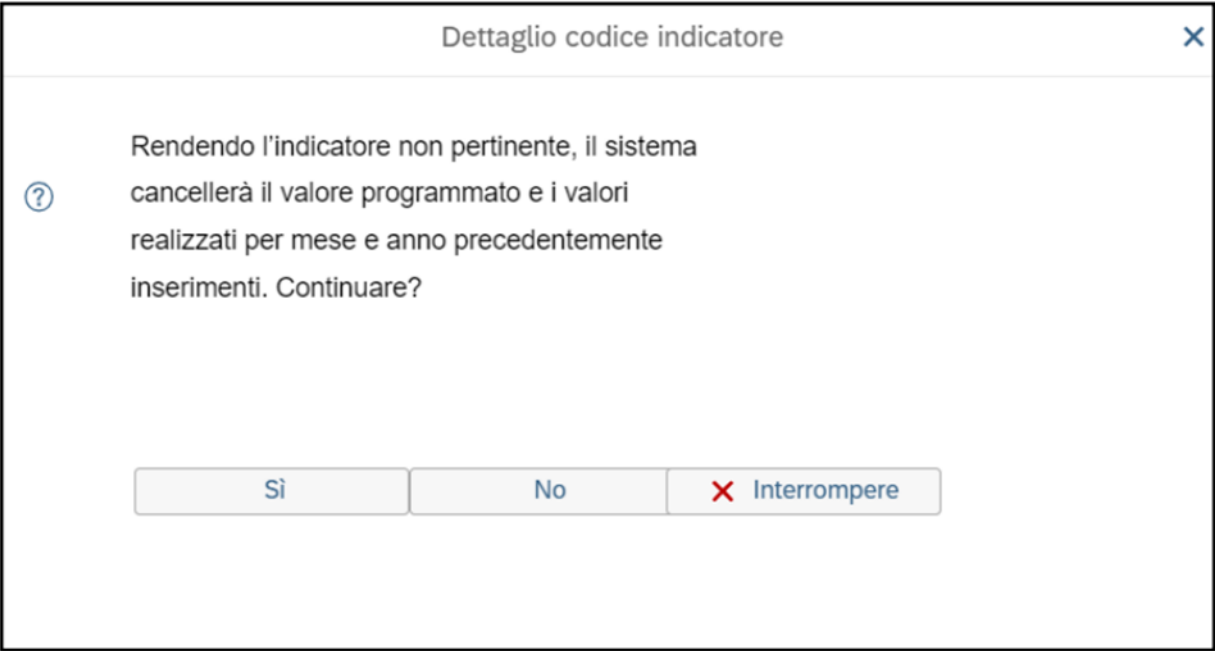 Dettaglio codice indicatore
Rendendo l'indicatore non pertinente, il sistema
cancellerà il valore programmato e i valori
realizzati per mese e anno precedentemente
inserimenti. Continuare?
Sì No Interrompere